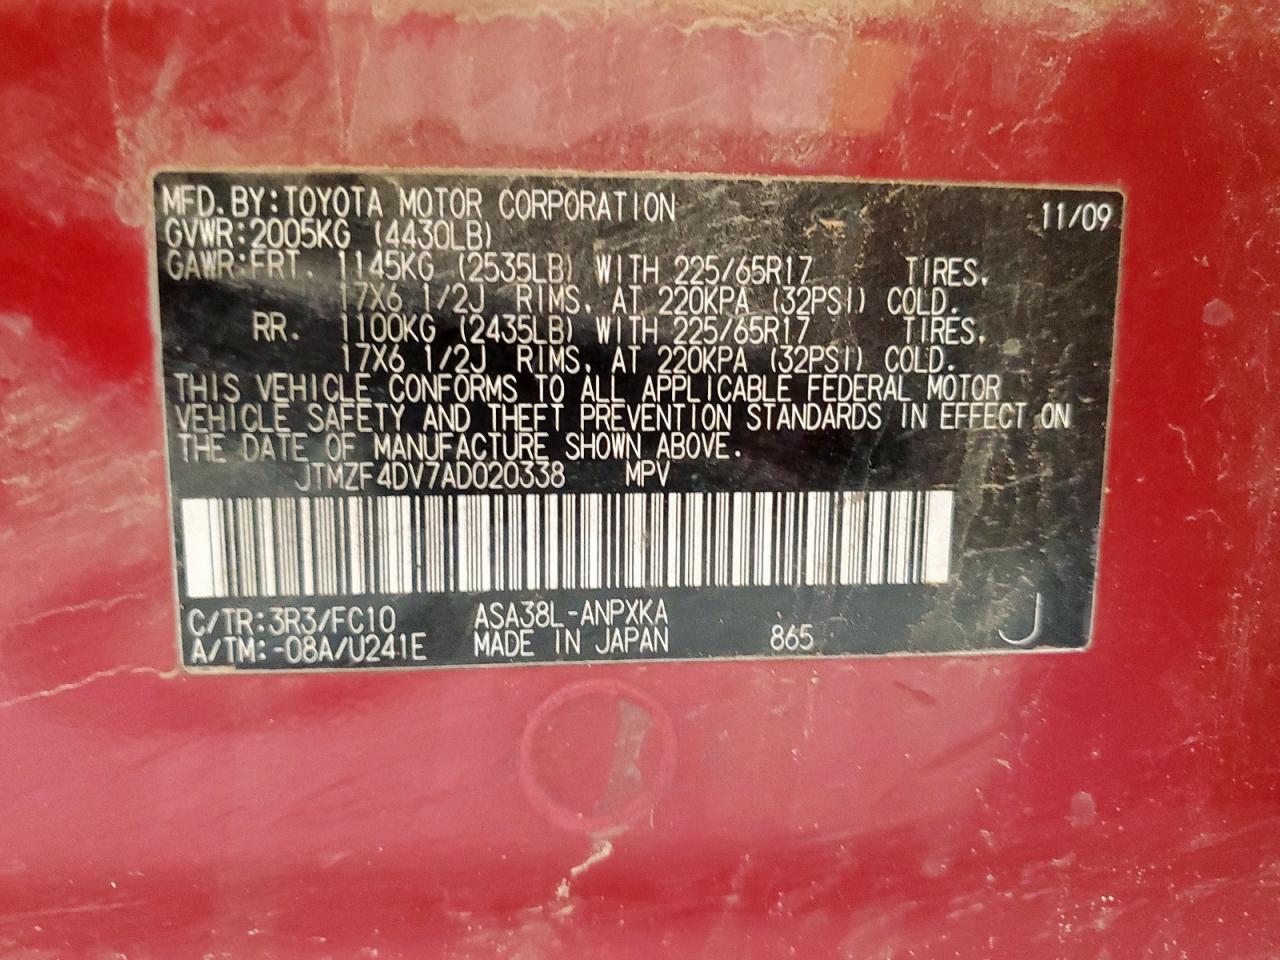 MFD. BY: TOYOTA MOTOR CORPORATION 11/09
GVWR: 2005KG (4430LB)
GAWR: FRT. 1145KG (2535LB) WITH 225/65R17 TIRES,
17X6 1/2J RIMS, AT 220KPA (32PSI) COLD.
RR. 1100KG (2435LB) WITH 225/65R17 TIRES,
17X6 1/2J RIMS, AT 220KPA (32PSI) COLD.
THIS VEHICLE CONFORMS TO ALL APPLICABLE FEDERAL MOTOR
VEHICLE SAFETY AND THEFT PREVENTION STANDARDS IN EFFECT ON
THE DATE OF MANUFACTURE SHOWN ABOVE.
JTMZF4DV7AD020338 MPV
C/TR: 3R3/FC10 ASA38L-ANPXKA
A/TM: -08A/U241E MADE IN JAPAN 865 J